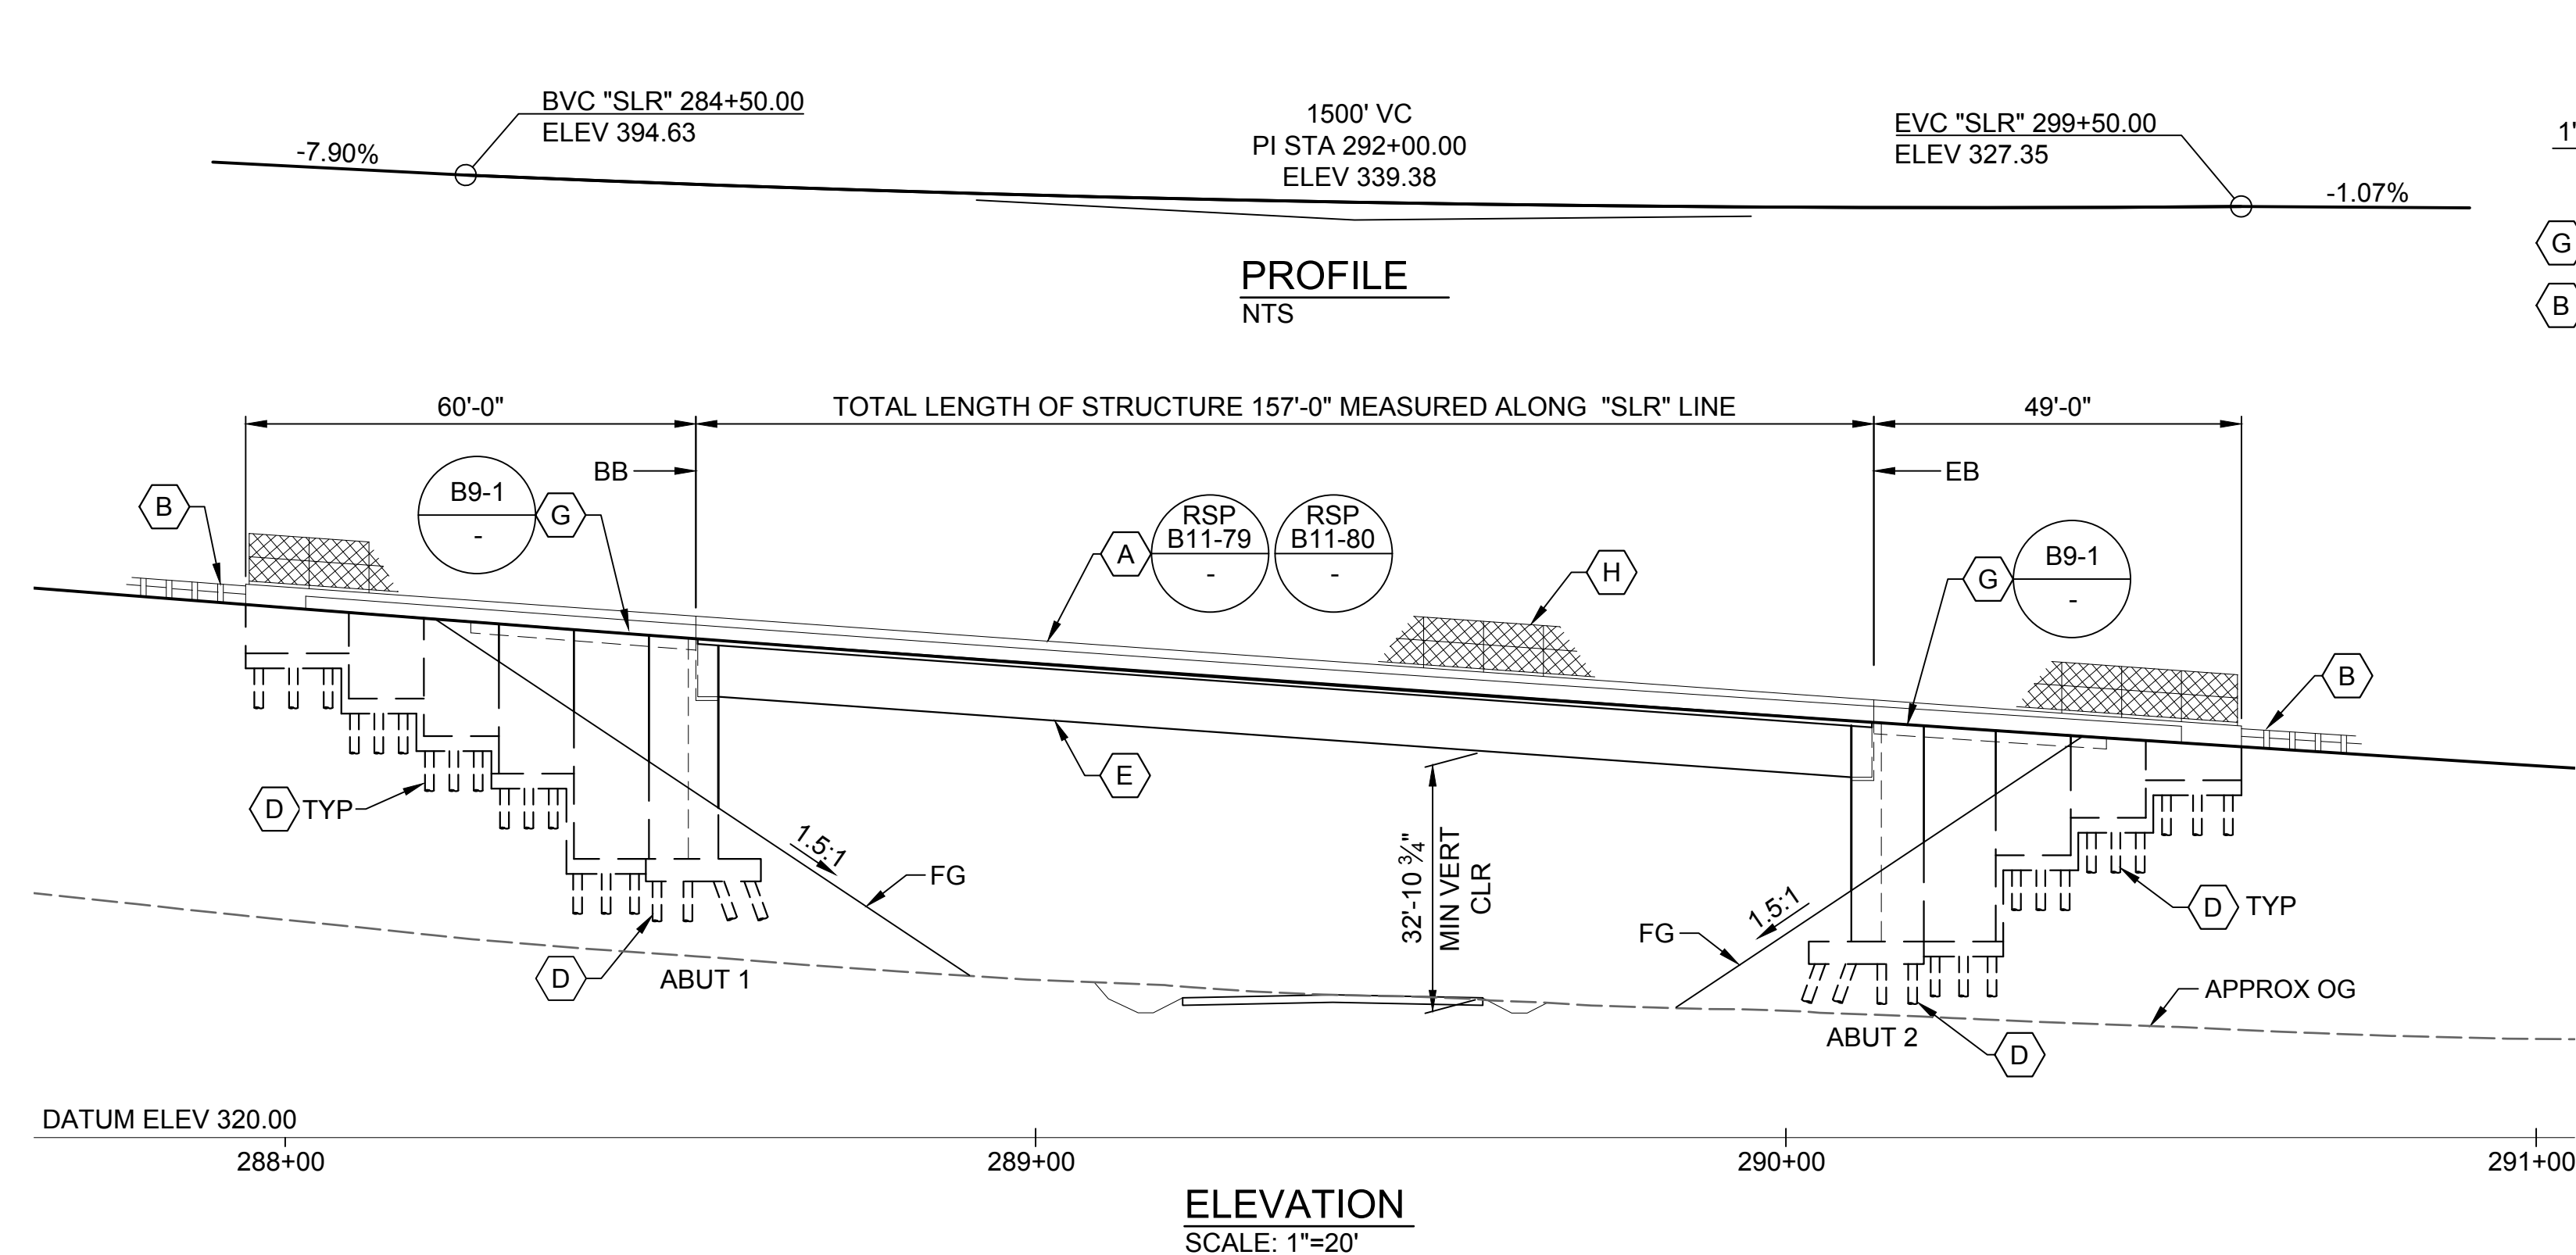 BVC "SLR" 284+50.00
ELEV 394.63
-7.90%
1500' VC
PI STA 292+00.00
ELEV 339.38
EVC "SLR" 299+50.00
ELEV 327.35
-1.07%
1'
G
B
PROFILE
NTS
60'-0"
TOTAL LENGTH OF STRUCTURE 157'-0" MEASURED ALONG "SLR" LINE
49'-0"
BB
EB
B
B9-1
-
G
A
RSP
B11-79
-
RSP
B11-80
-
H
G
B9-1
-
B
E
D TYP
1.5:1
FG
32'-10 ¾"
MIN VERT
CLR
1.5:1
FG
D TYP
D
ABUT 1
APPROX OG
ABUT 2
D
DATUM ELEV 320.00
288+00
289+00
290+00
291+00
ELEVATION
SCALE: 1"=20'